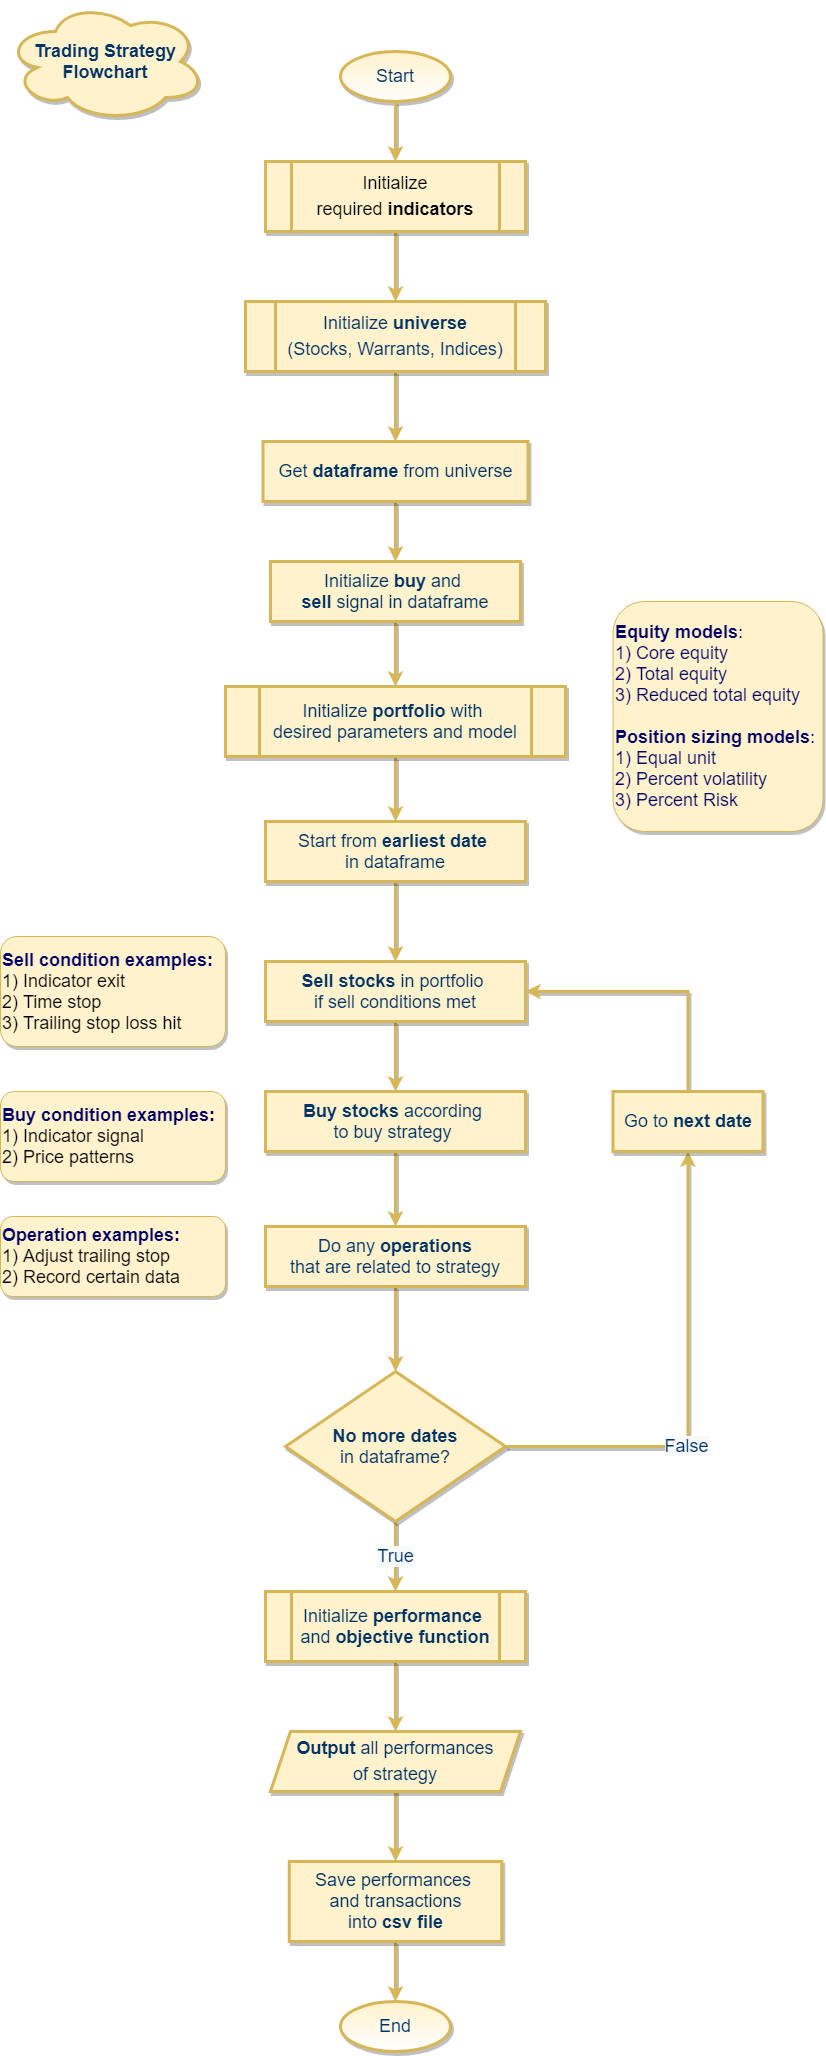 Trading Strategy
Flowchart
Start
Initialize
required indicators
Initialize universe
(Stocks, Warrants, Indices)
Get dataframe from universe
Initialize buy and
sell signal in dataframe
Equity models:
1) Core equity
2) Total equity
3) Reduced total equity
Position sizing models:
1) Equal unit
2) Percent volatility
3) Percent Risk
Initialize portfolio with
desired parameters and model
Start from earliest date
in dataframe
Sell condition examples:
1) Indicator exit
2) Time stop
3) Trailing stop loss hit
Sell stocks in portfolio
if sell conditions met
Buy condition examples:
1) Indicator signal
2) Price patterns
Buy stocks according
to buy strategy
Go to next date
Operation examples:
1) Adjust trailing stop
2) Record certain data
Do any operations
that are related to strategy
No more dates
in dataframe?
False
True
Initialize performance
and objective function
Output all performances
of strategy
Save performances
and transactions
into csv file
End